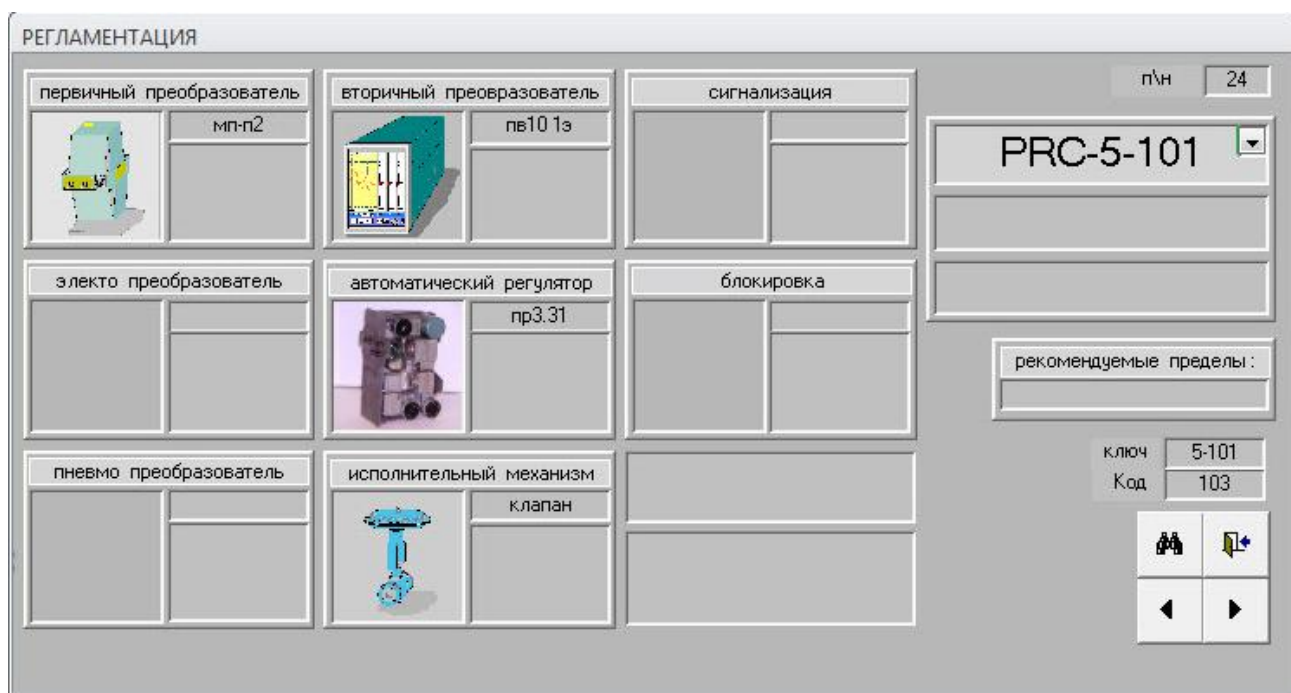 РЕГЛАМЕНТАЦИЯ
первичный преобразователь
мп-п2
вторичный преовразователь
пв10 1э
сигнализация
п\н 24
PRC-5-101
электо преобразователь
автоматический регулятор
пр3.31
блокировка
рекомендуемые пределы:
пневмо преобразователь
исполнительный механизм
клапан
ключ 5-101
Код 103